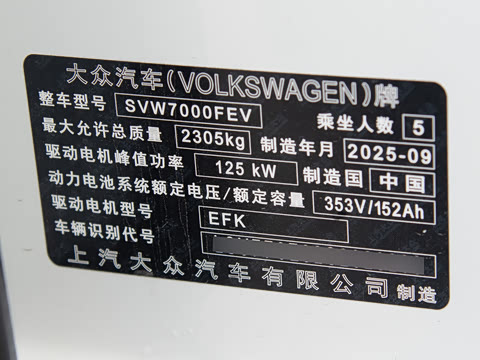 大众汽车(VOLKSWAGEN)牌
整车型号 SVW7000FEV 乘坐人数 5
最大允许总质量 2305kg 制造年月 2025-09
驱动电机峰值功率 125 kW 制造国 中国
动力电池系统额定电压/额定容量 353V/152Ah
驱动电机型号 EFK
车辆识别代号
上汽大众汽车有限公司 制造